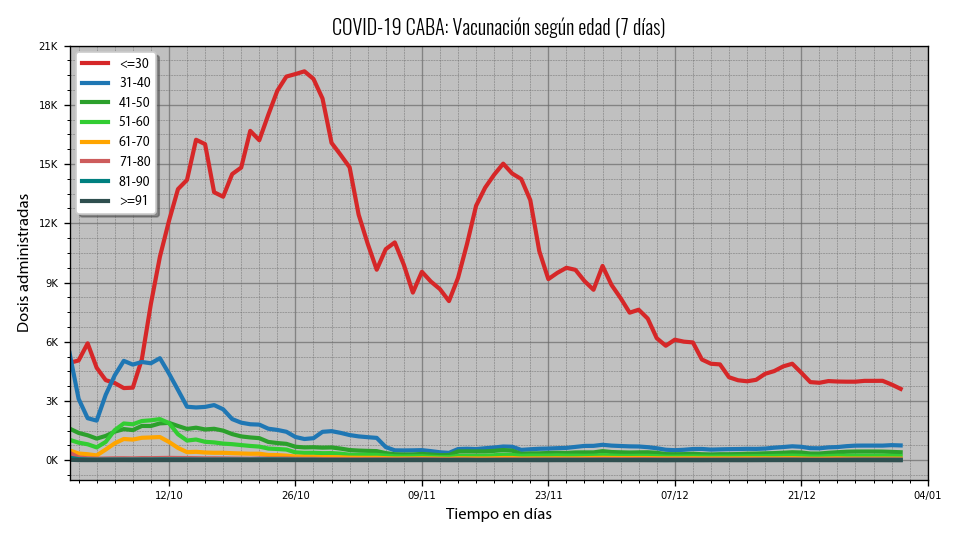 COVID-19 CABA: Vacunación según edad (7 días)
21K
18K
15K
12K
9K
6K
3K
0K
Dosis administradas
<=30
31-40
41-50
51-60
61-70
71-80
81-90
>=91
12/10
26/10
09/11
23/11
07/12
21/12
04/01
Tiempo en días